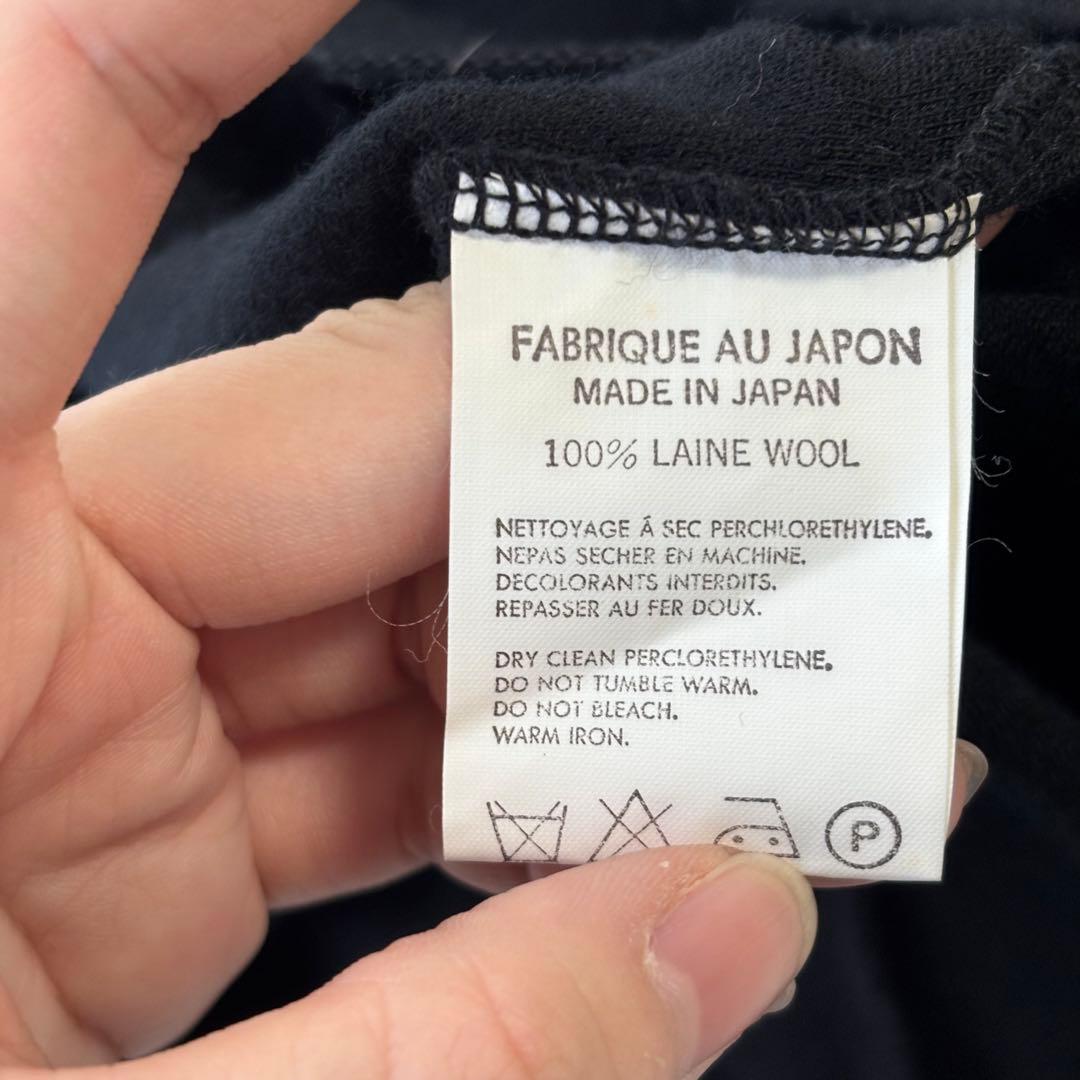 FABRIQUE AU JAPON
MADE IN JAPAN
100% LAINE WOOL
NETTOYAGE Á SEC PERCHLORETHYLENE.
NEPAS SECHER EN MACHINE.
DECOLORANTS INTERDITS.
REPASSER AU FER DOUX.
DRY CLEAN PERCLORETHYLENE.
DO NOT TUMBLE WARM.
DO NOT BLEACH.
WARM IRON.
P